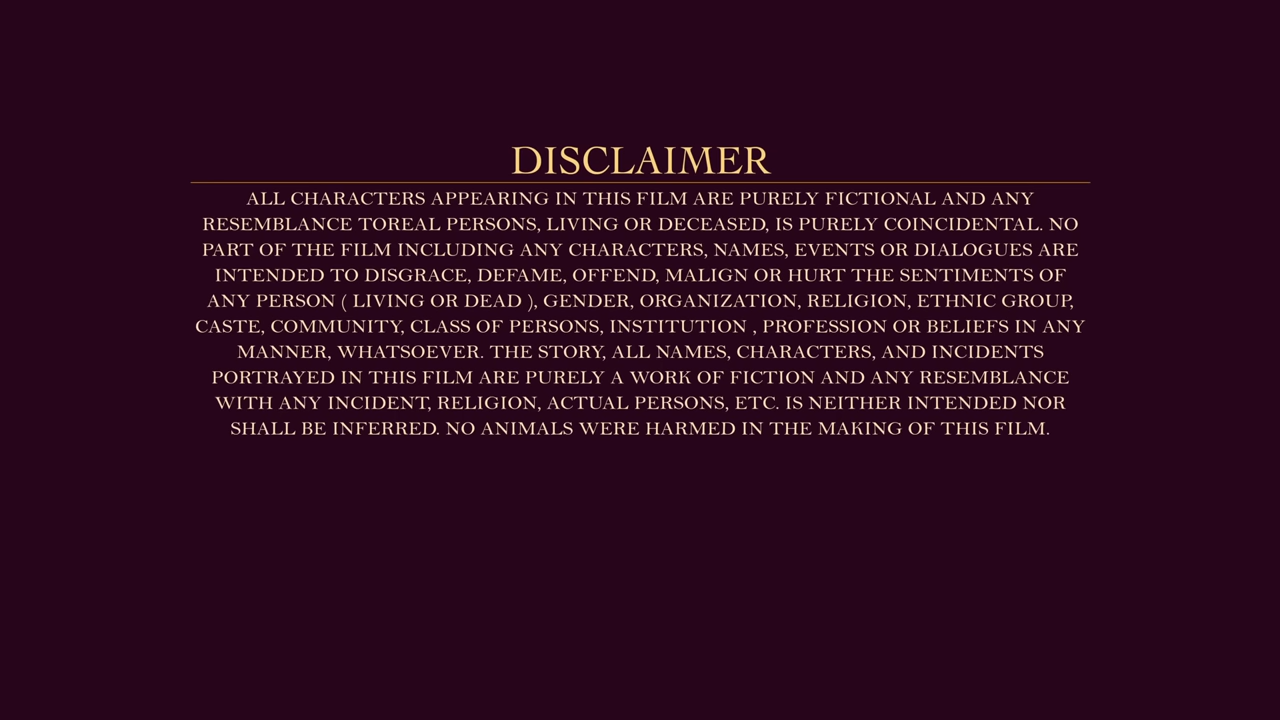 DISCLAIMER
ALL CHARACTERS APPEARING IN THIS FILM ARE PURELY FICTIONAL AND ANY
RESEMBLANCE TOREAL PERSONS, LIVING OR DECEASED, IS PURELY COINCIDENTAL. NO
PART OF THE FILM INCLUDING ANY CHARACTERS, NAMES, EVENTS OR DIALOGUES ARE
INTENDED TO DISGRACE, DEFAME, OFFEND, MALIGN OR HURT THE SENTIMENTS OF
ANY PERSON ( LIVING OR DEAD ), GENDER, ORGANIZATION, RELIGION, ETHNIC GROUP,
CASTE, COMMUNITY, CLASS OF PERSONS, INSTITUTION , PROFESSION OR BELIEFS IN ANY
MANNER, WHATSOEVER. THE STORY, ALL NAMES, CHARACTERS, AND INCIDENTS
PORTRAYED IN THIS FILM ARE PURELY A WORK OF FICTION AND ANY RESEMBLANCE
WITH ANY INCIDENT, RELIGION, ACTUAL PERSONS, ETC. IS NEITHER INTENDED NOR
SHALL BE INFERRED. NO ANIMALS WERE HARMED IN THE MAKING OF THIS FILM.